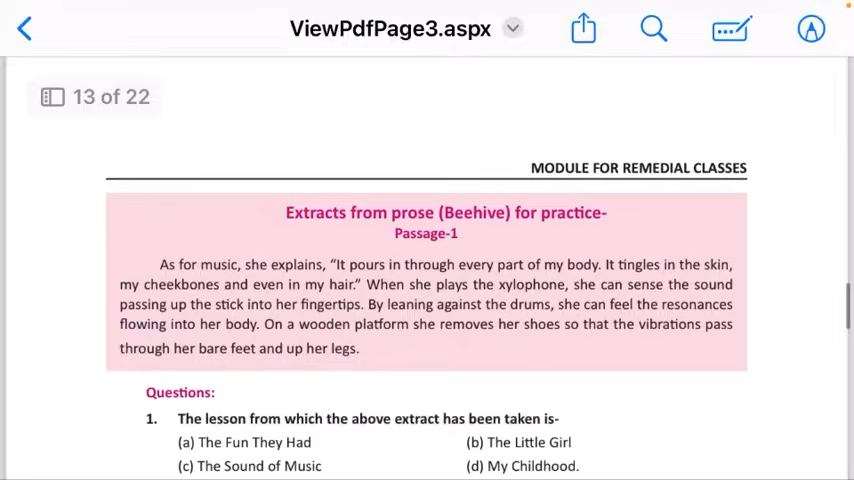 ViewPdfPage3.aspx
13 of 22
MODULE FOR REMEDIAL CLASSES
Extracts from prose (Beehive) for practice-
Passage-1
As for music, she explains, “It pours in through every part of my body. It tingles in the skin,
my cheekbones and even in my hair.” When she plays the xylophone, she can sense the sound
passing up the stick into her fingertips. By leaning against the drums, she can feel the resonances
flowing into her body. On a wooden platform she removes her shoes so that the vibrations pass
through her bare feet and up her legs.
Questions:
1. The lesson from which the above extract has been taken is-
(a) The Fun They Had (b) The Little Girl
(c) The Sound of Music (d) My Childhood.